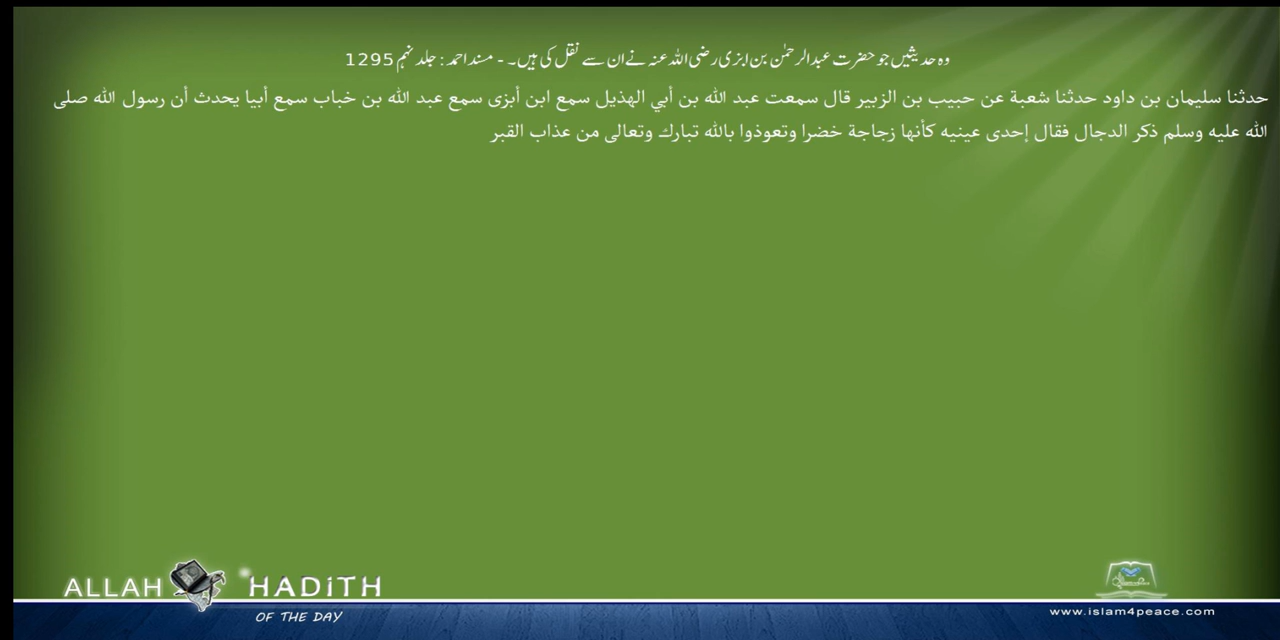 وہ حدیثیں جو حضرت عبدالرحمٰن بن ابزی رضی اللہ عنہ نے ان سے نقل کی ہیں۔ - مسند احمد: جلد نہم 1295
حدثنا سليمان بن داود حدثنا شعبة عن حبيب بن الزبير قال سمعت عبد الله بن أبي الهذيل سمع ابن أبزى سمع عبد الله بن خباب سمع أبيا يحدث أن رسول الله صلى
الله عليه وسلم ذكر الدجال فقال إحدى عينيه كأنها زجاجة خضرا وتعوذوا بالله تبارك وتعالى من عذاب القبر
ALLAH HADiTH
OF THE DAY
www.islam4peace.com